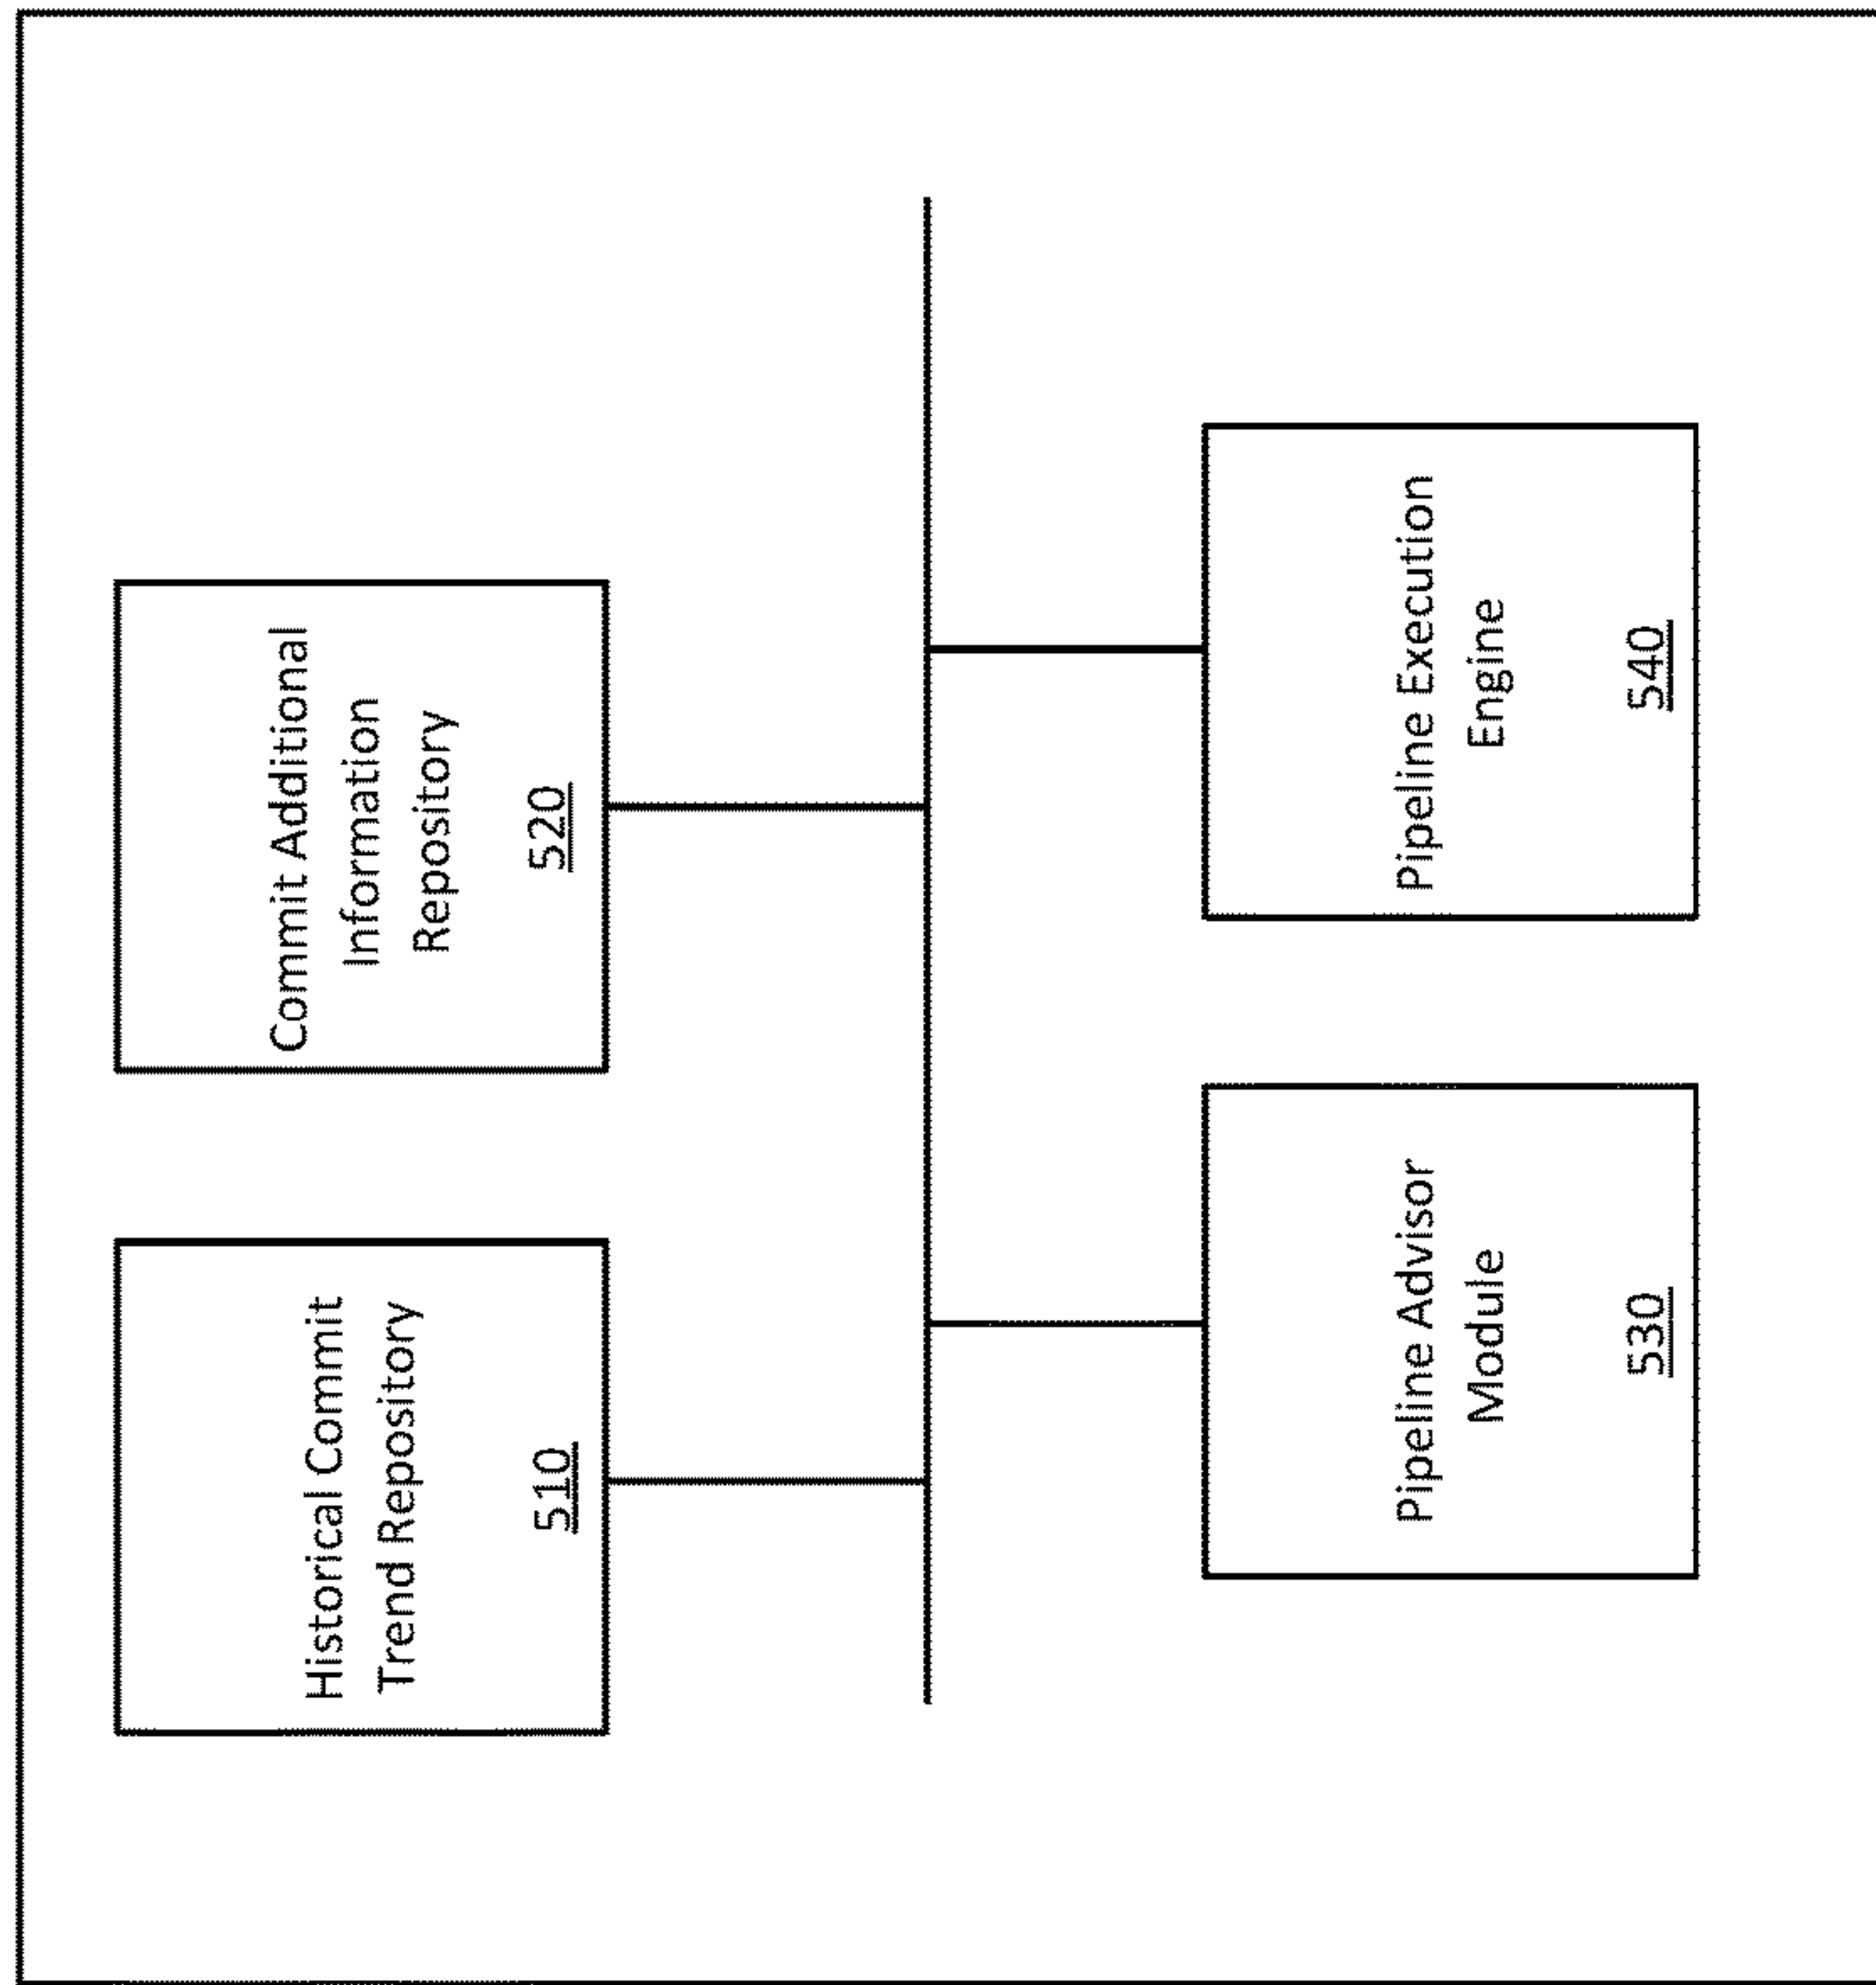 Historical Commit
Trend Repository
510
Commit Additional
Information
Repository
520
Pipeline Advisor
Module
530
Pipeline Execution
Engine
540